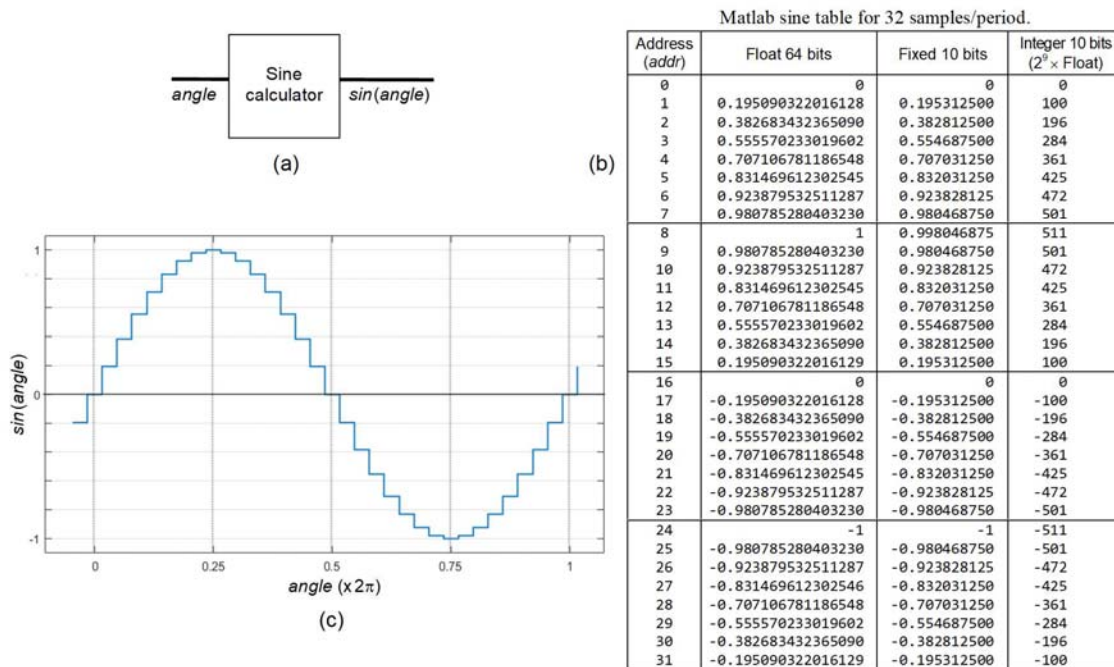 Sine
calculator
angle
sin(angle)
(a)
(b)
Matlab sine table for 32 samples/period.
Address (addr) Float 64 bits Fixed 10 bits Integer 10 bits (2⁹ × Float)
0 0 0 0
1 0.195090322016128 0.195312500 100
2 0.382683432365090 0.382812500 196
3 0.555570233019602 0.554687500 284
4 0.707106781186548 0.707031250 361
5 0.831469612302545 0.832031250 425
6 0.923879532511287 0.923828125 472
7 0.980785280403230 0.980468750 501
8 1 0.998046875 511
9 0.980785280403230 0.980468750 501
10 0.923879532511287 0.923828125 472
11 0.831469612302545 0.832031250 425
12 0.707106781186548 0.707031250 361
13 0.555570233019602 0.554687500 284
14 0.382683432365090 0.382812500 196
15 0.195090322016129 0.195312500 100
16 0 0 0
17 -0.195090322016128 -0.195312500 -100
18 -0.382683432365090 -0.382812500 -196
19 -0.555570233019602 -0.554687500 -284
20 -0.707106781186548 -0.707031250 -361
21 -0.831469612302545 -0.832031250 -425
22 -0.923879532511287 -0.923828125 -472
23 -0.980785280403230 -0.980468750 -501
24 -1 -1 -511
25 -0.980785280403230 -0.980468750 -501
26 -0.923879532511287 -0.923828125 -472
27 -0.831469612302546 -0.832031250 -425
28 -0.707106781186548 -0.707031250 -361
29 -0.555570233019602 -0.554687500 -284
30 -0.382683432365090 -0.382812500 -196
31 -0.195090322016129 -0.195312500 -100
1
0
-1
sin(angle)
0 0.25 0.5 0.75 1
angle (x 2π)
(c)